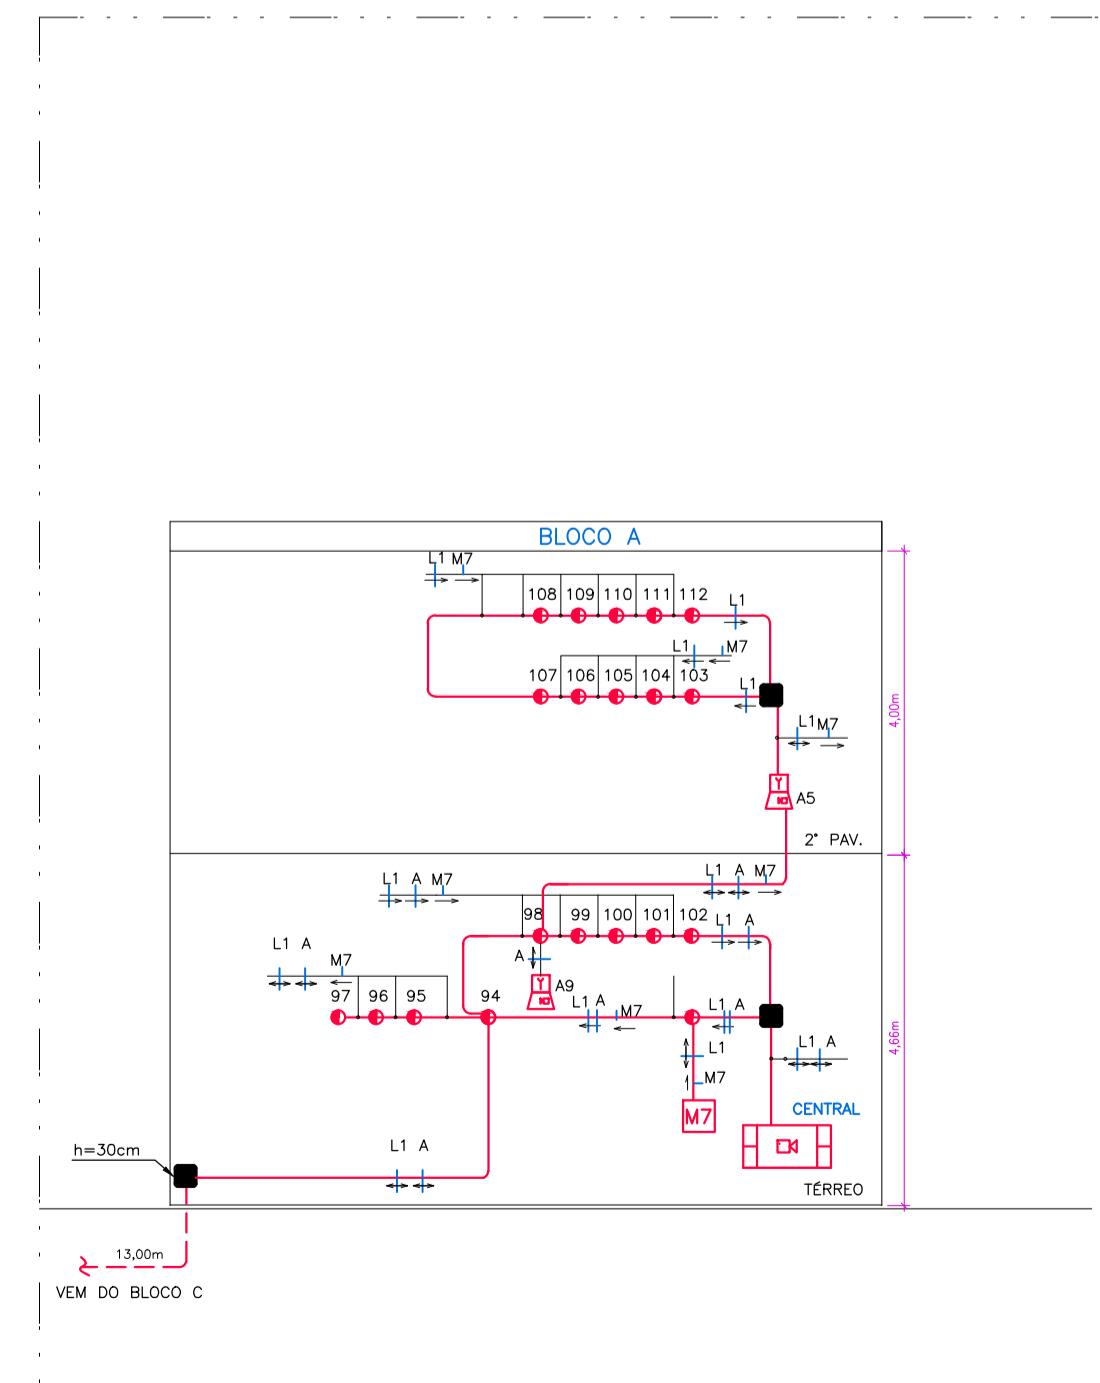 BLOCO A
L1 M7
108 109 110 111 112
L1
L1 M7
107 106 105 104 103
L1
4,00m
L1 M7
A5
2° PAV.
L1 A M7
L1 A M7
98 99 100 101 102
L1 A
L1 A
M7
A
A9
97 96 95 94
L1 A M7
L1 A
4,66m
L1
L1 A
M7
M7
CENTRAL
h=30cm
L1 A
TÉRREO
13,00m
VEM DO BLOCO C